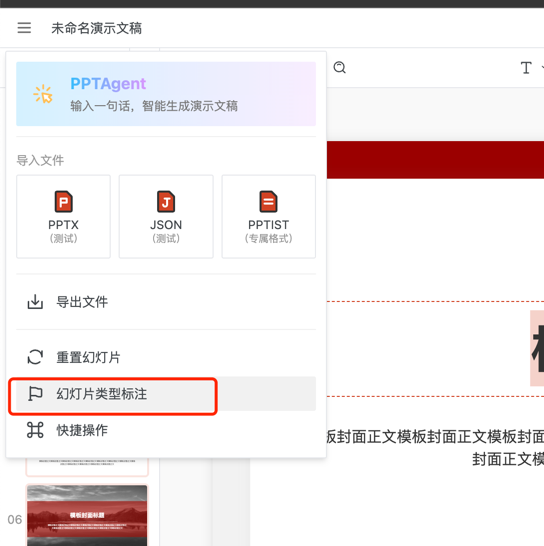 未命名演示文稿
PPTAgent
输入一句话，智能生成演示文稿
导入文件
PPTX
（测试）
JSON
（测试）
PPTIST
（专属格式）
导出文件
重置幻灯片
幻灯片类型标注
快捷操作
板封面正文模板封面正文模板封面
封面正文模
06
模板封面标题